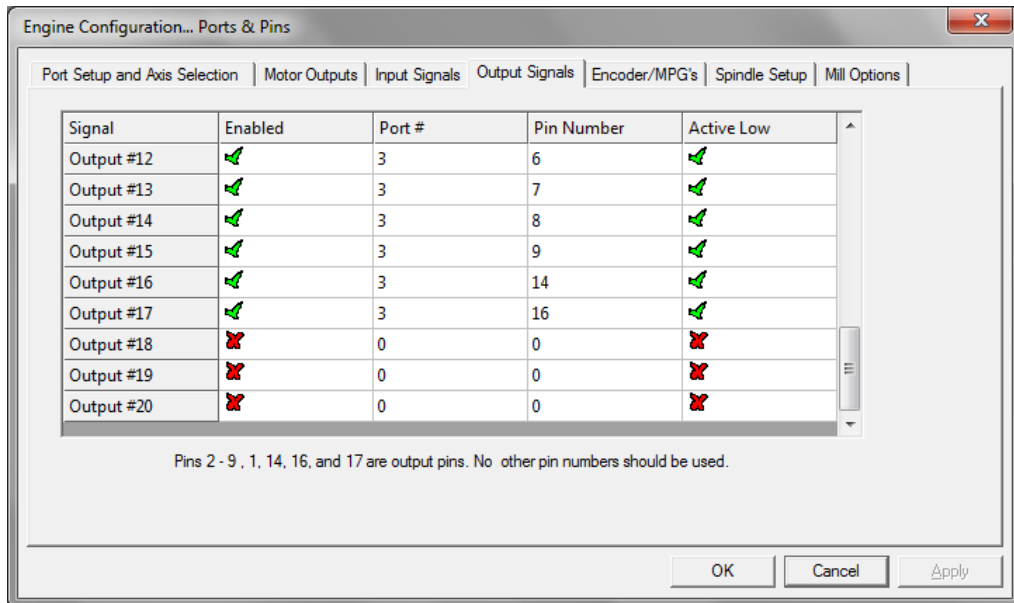 Engine Configuration... Ports & Pins
Port Setup and Axis Selection Motor Outputs Input Signals Output Signals Encoder/MPG's Spindle Setup Mill Options
Signal Enabled Port # Pin Number Active Low
Output #12 3 6
Output #13 3 7
Output #14 3 8
Output #15 3 9
Output #16 3 14
Output #17 3 16
Output #18 0 0
Output #19 0 0
Output #20 0 0
Pins 2 - 9 , 1, 14, 16, and 17 are output pins. No other pin numbers should be used.
OK Cancel Apply